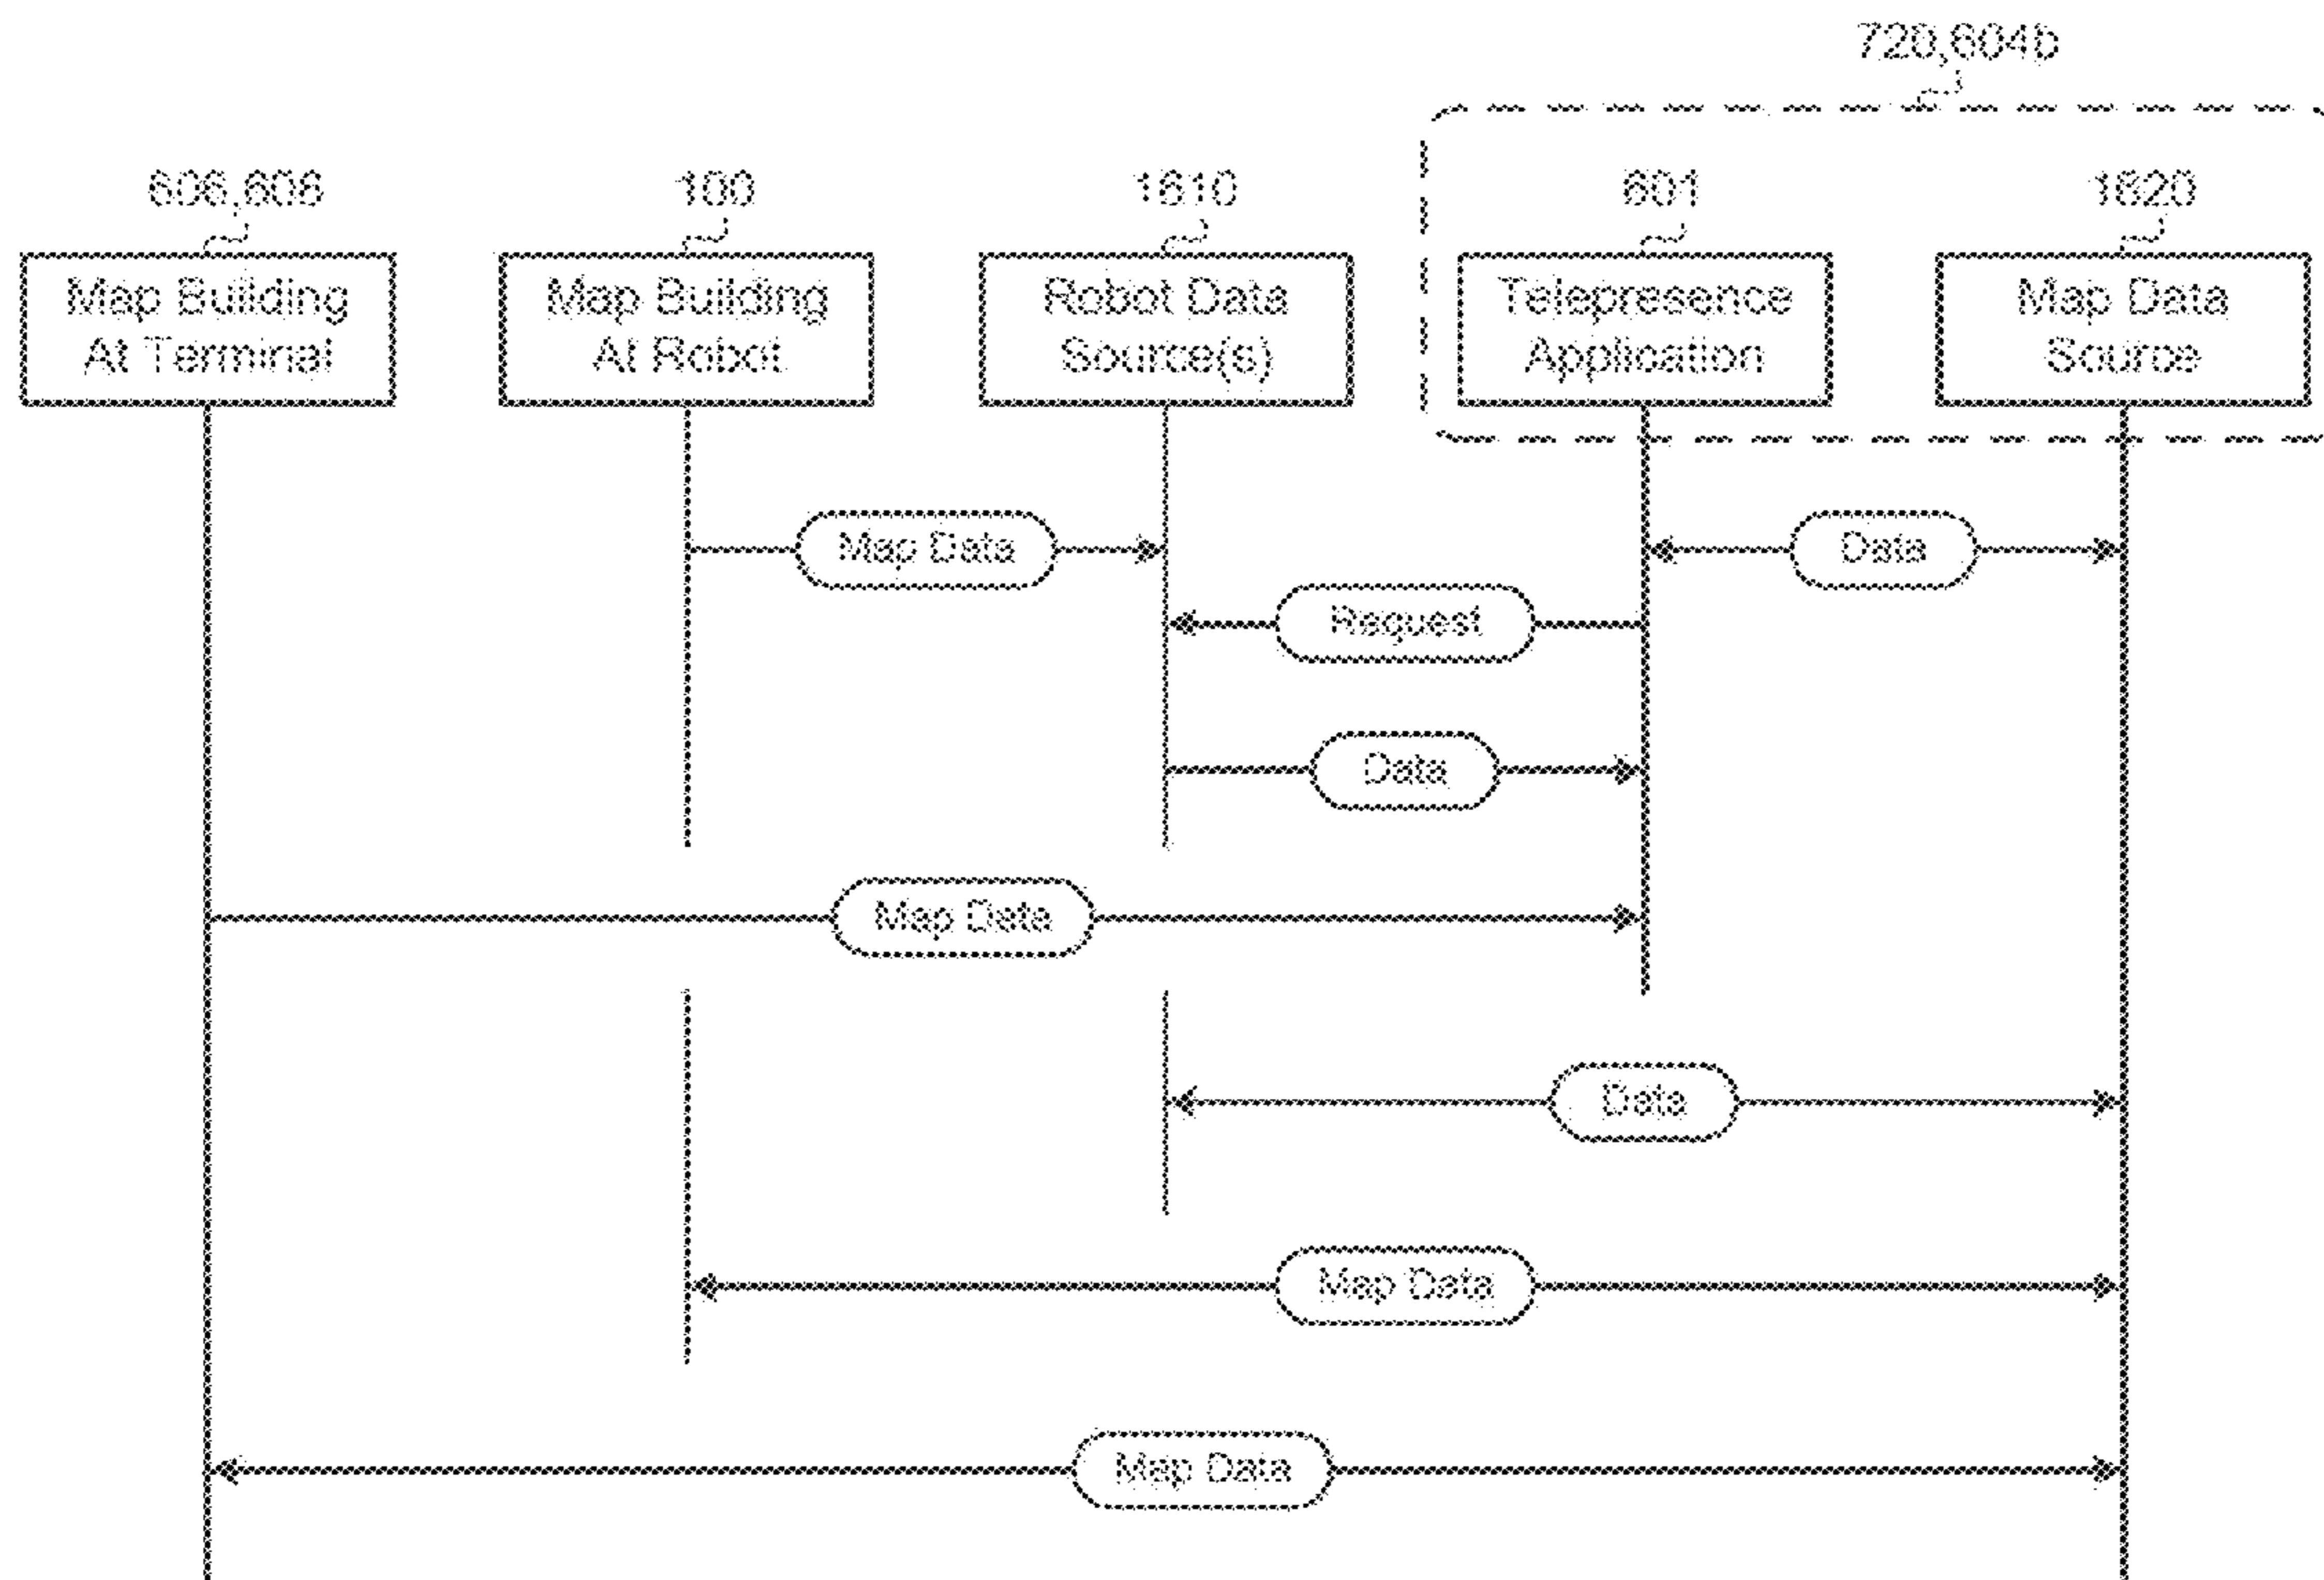 720,604b
606,606
100
1610
601
1620
Map Building
At Terminal
Map Building
At Robot
Robot Data
Source(s)
Telepresence
Application
Map Data
Source
Map Data
Data
Request
Data
Map Data
Data
Map Data
Map Data